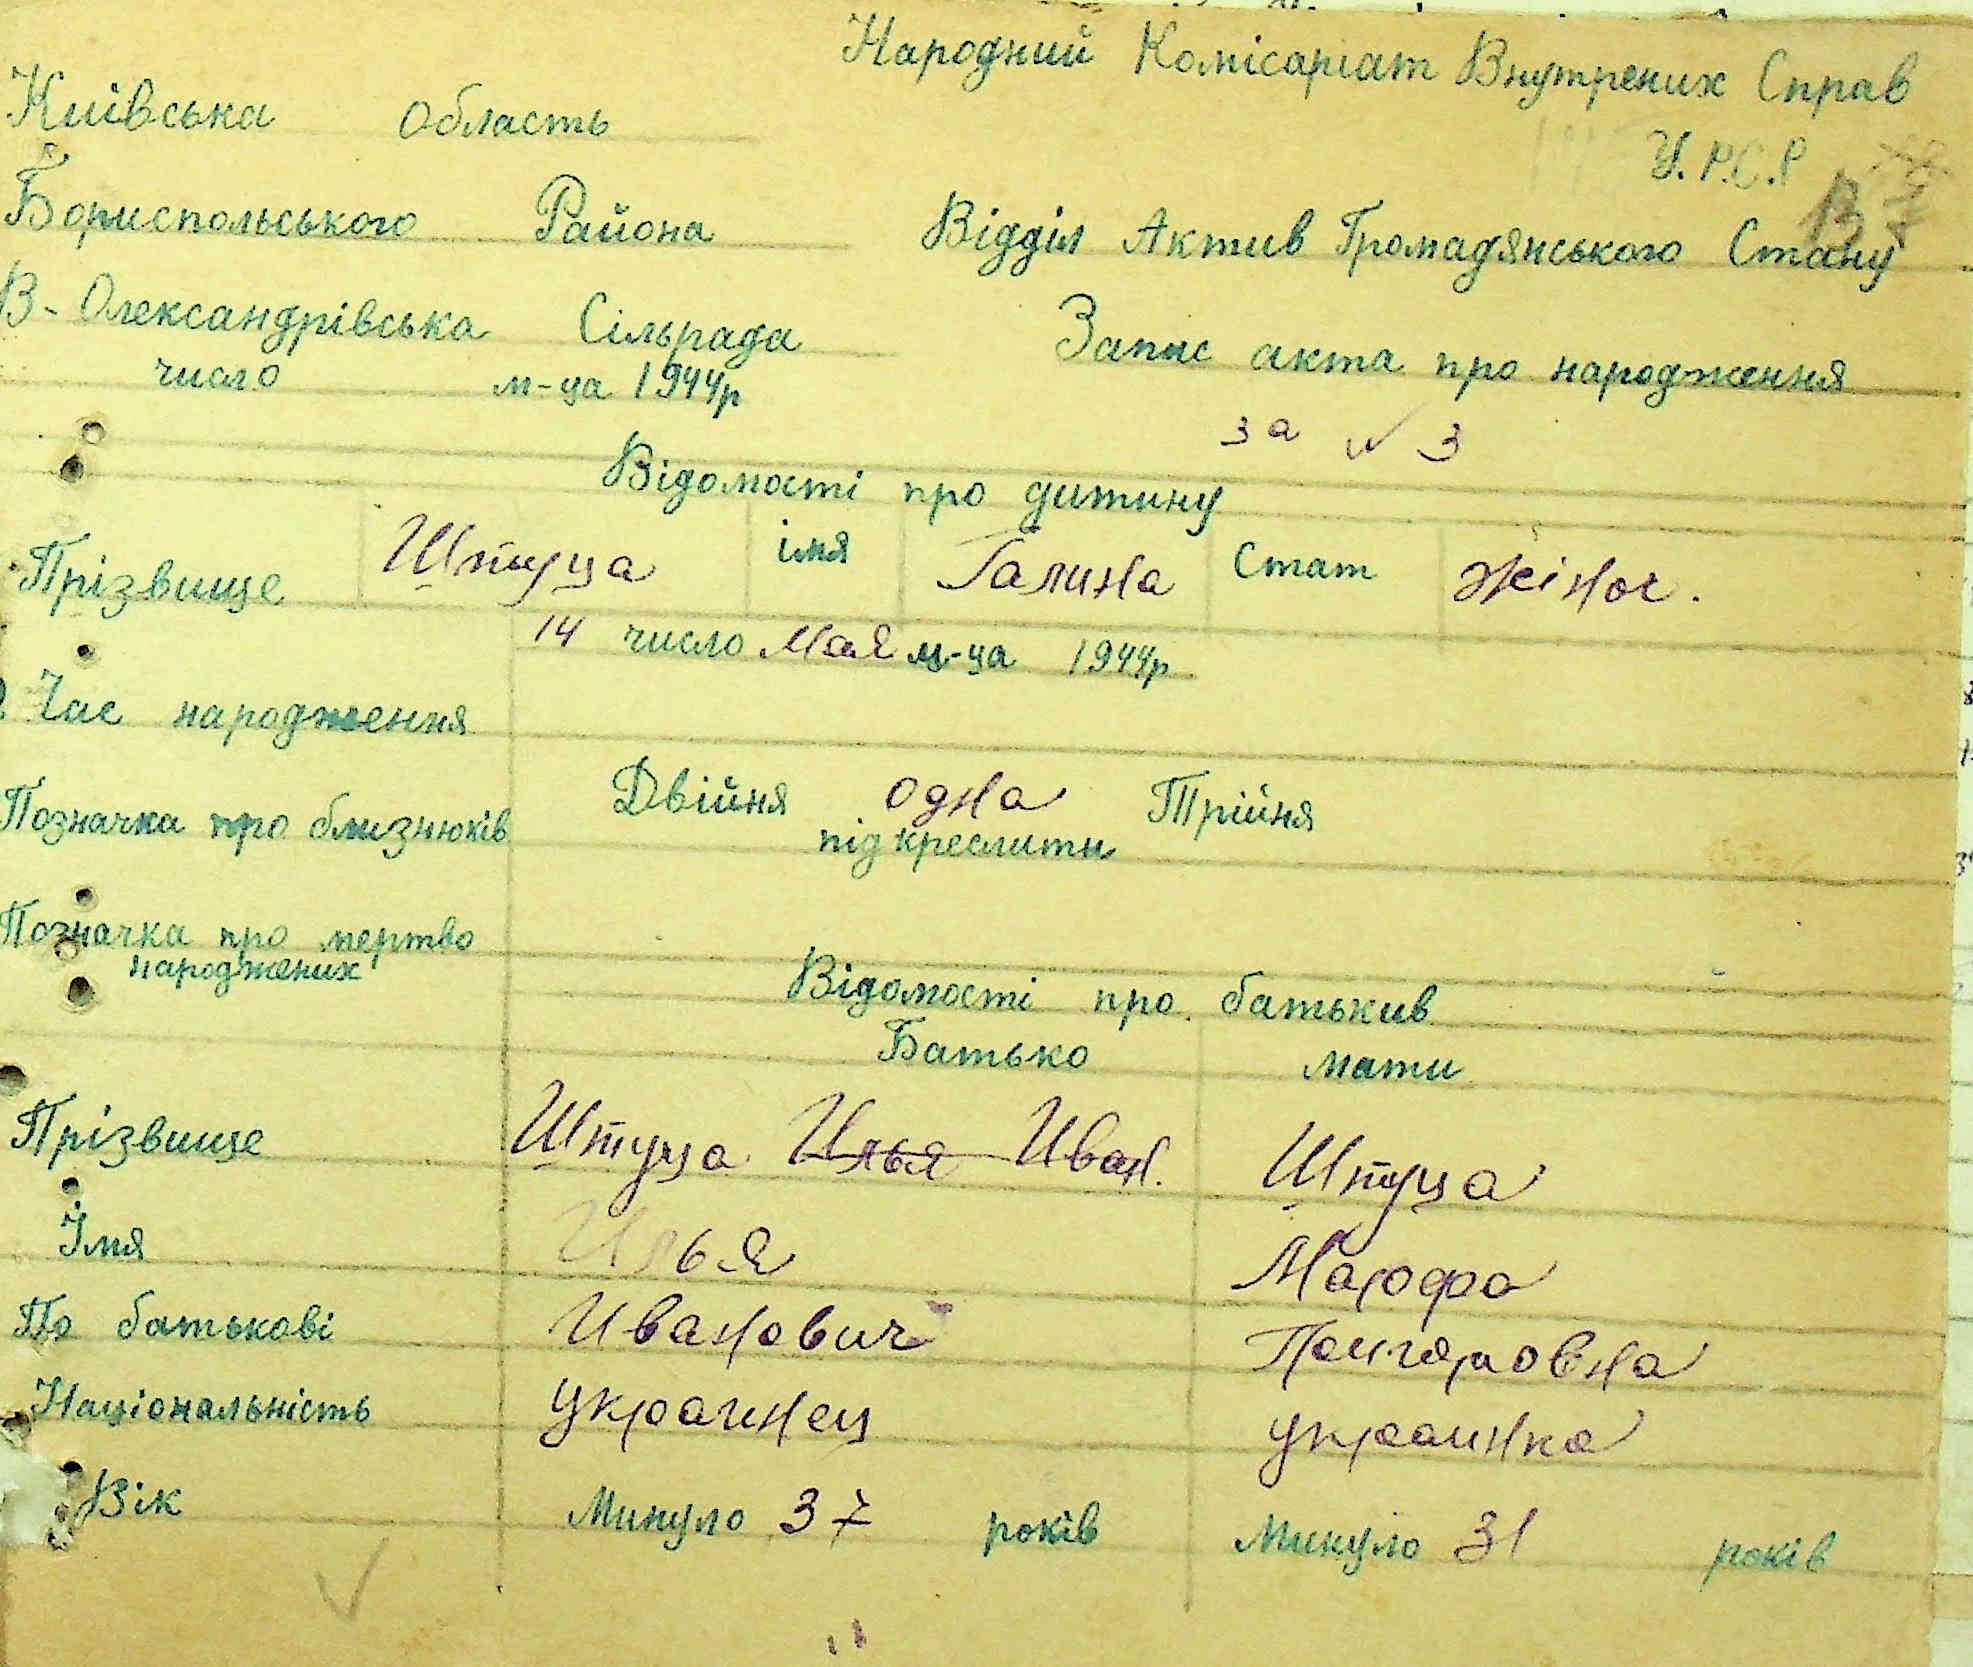 Народний Комісаріат Внутрених Справ
У.Р.С.Р
Київська Область
Бориспольського Района
В-Олександрівська Сільрада
число м-ца 1944р
Відділ Актив Громадянського Стану
Запис акта про народження
за № 3
Відомості про дитину
Прізвище Штуца імя Галина Стат жіноч.
Час народження 14 число Мая м-ца 1944р
Позначка про близнюків Двійня одна Трійня
підкреслити
Позначка про мертво
народжених
Відомості про батькив
Батько мати
Прізвище Штуца Илья Иван. Штуца
Імя Илья Марфа
По батькові Иванович
Національність украинец украинка
Вік Минуло 37 років Минуло 31 років